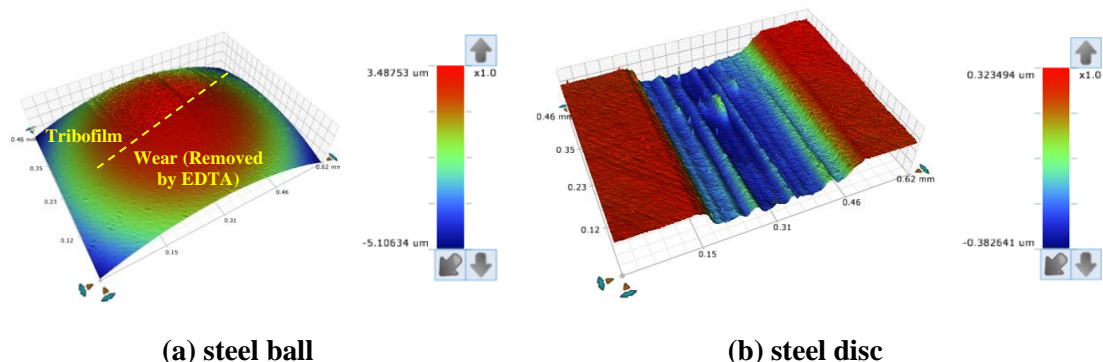 3.48753 um
x1.0
-5.10634 um
Tribofilm
Wear (Removed
by EDTA)
0.46 mm
0.35
0.23
0.12
0.15
0.31
0.46
0.62 mm
0.323494 um
x1.0
-0.382641 um
0.46 mm
0.35
0.23
0.12
0.15
0.31
0.46
0.62 mm
(a) steel ball
(b) steel disc